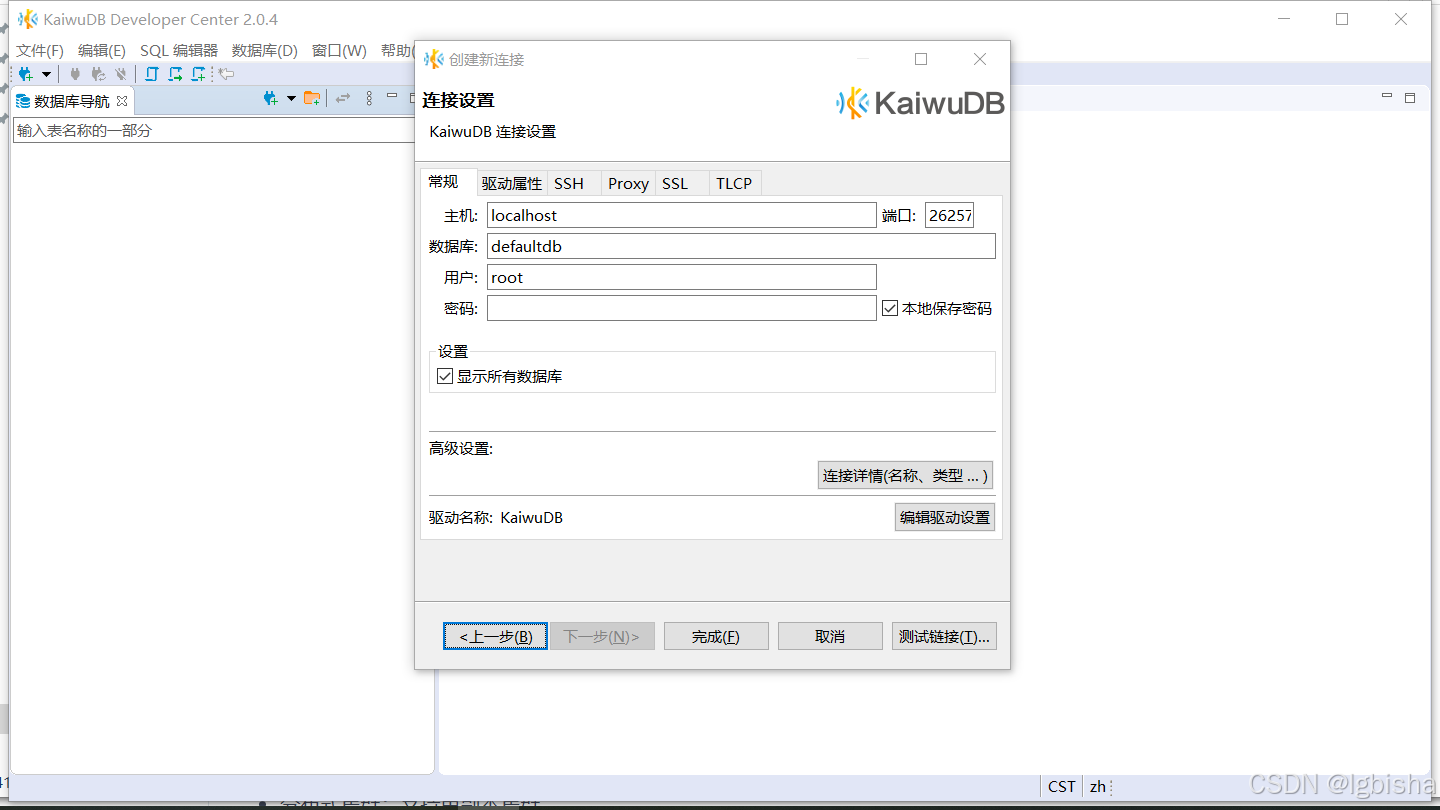 KaiwuDB Developer Center 2.0.4
文件(F) 编辑(E) SQL 编辑器 数据库(D) 窗口(W) 帮助(
数据库导航
输入表名称的一部分
创建新连接
连接设置
KaiwuDB
KaiwuDB 连接设置
常规 驱动属性 SSH Proxy SSL TLCP
主机: localhost 端口: 26257
数据库: defaultdb
用户: root
密码: 本地保存密码
设置
显示所有数据库
高级设置:
连接详情(名称、类型 ... )
驱动名称: KaiwuDB 编辑驱动设置
<上一步(B) 下一步(N)> 完成(F) 取消 测试链接(T)...
CST zh
CSDN @lgbisha